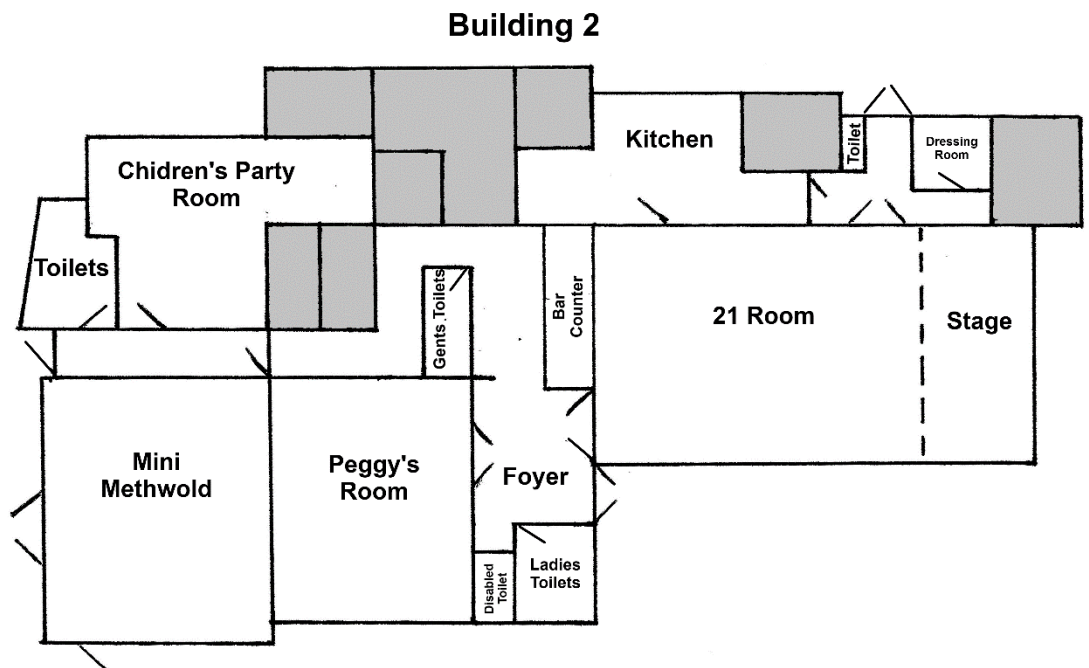 Building 2
Kitchen
Toilet
Dressing
Room
Chidren's Party
Room
Toilets
Gents Toilets
Bar
Counter
21 Room
Stage
Mini
Methwold
Peggy's
Room
Foyer
Disabled
Toilet
Ladies
Toilets